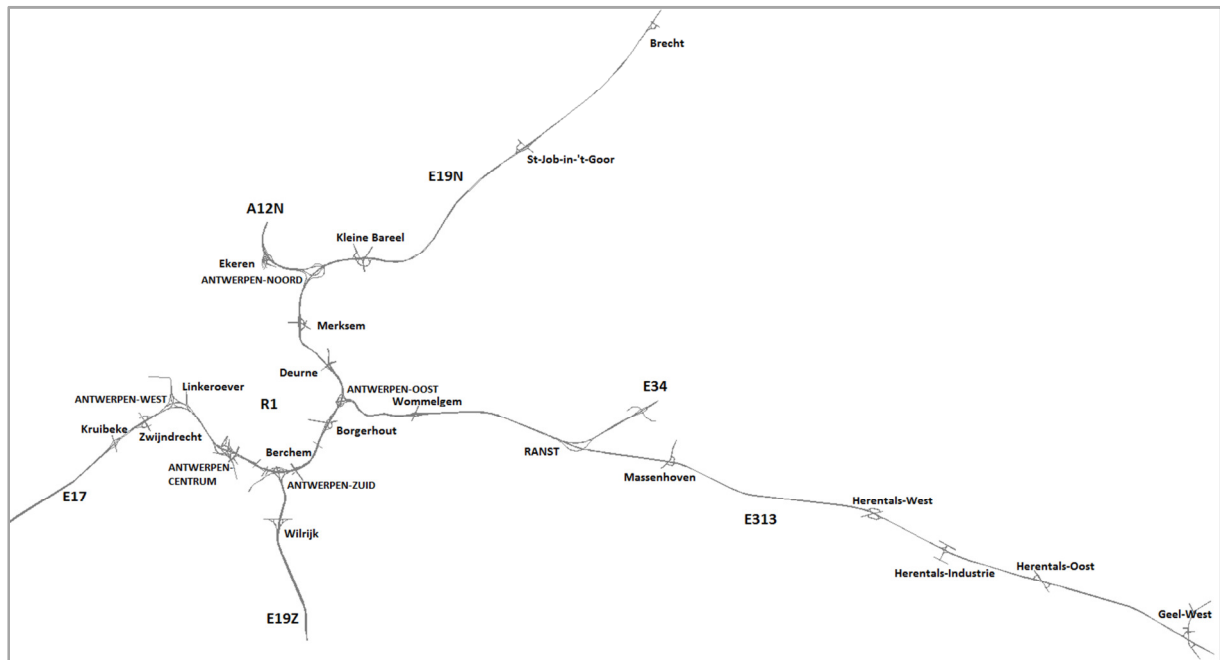 Brecht
St-Job-in-'t-Goor
E19N
A12N
Kleine Bareel
Ekeren
ANTWERPEN-NOORD
Merksem
Deurne
Linkeroever
ANTWERPEN-OOST
E34
ANTWERPEN-WEST
R1
Wommelgem
Kruibeke
Zwijndrecht
Borgerhout
Berchem
RANST
ANTWERPEN-
CENTRUM
Massenhoven
ANTWERPEN-ZUID
E17
Herentals-West
E313
Wilrijk
Herentals-Industrie
Herentals-Oost
E19Z
Geel-West